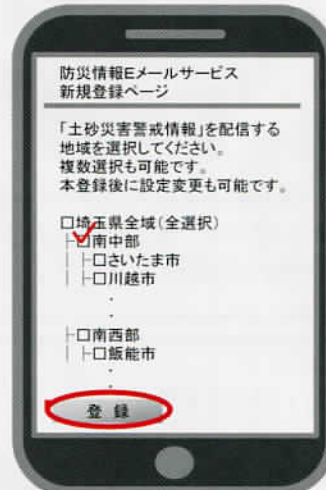 防災情報Eメールサービス
新規登録ページ
「土砂災害警戒情報」を配信する
地域を選択してください。
複数選択も可能です。
本登録後に設定変更も可能です。
□埼玉県全域(全選択)
├□南中部
│├□さいたま市
│├□川越市
・
・
├□南西部
│├□飯能市
・
・
登 録